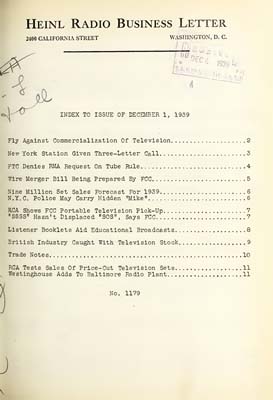 HEINL RADIO BUSINESS LETTER
2400 CALIFORNIA STREET WASHINGTON, D. C.
INDEX TO ISSUE OF DECEMBER 1, 1939
Fly Against Commercialization Of Television....................2
New York Station Given Three-Letter Call.......................3
FTC Denies RMA Request On Tube Rule............................4
Wire Merger Bill Being Prepared By FCC.........................5
Nine Million Set Sales Forecast For 1939.......................6
N.Y.C. Police May Carry Hidden "Mike"..........................6
RCA Shows FCC Portable Television Pick-Up......................7
"SSSS" Hasn't Displaced "SOS", Says FCC........................7
Listener Booklets Aid Educational Broadcasts...................8
British Industry Caught With Television Stock..................9
Trade Notes...................................................10
RCA Tests Sales Of Price-Cut Television Sets..................11
Westinghouse Adds To Baltimore Radio Plant....................11
No. 1179